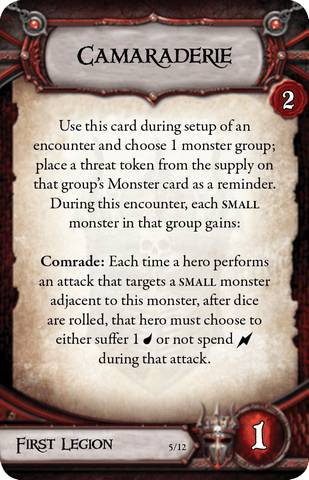 CAMARADERIE
2
Use this card during setup of an
encounter and choose 1 monster group;
place a threat token from the supply on
that group's Monster card as a reminder.
During this encounter, each SMALL
monster in that group gains:
Comrade: Each time a hero performs
an attack that targets a SMALL monster
adjacent to this monster, after dice
are rolled, that hero must choose to
either suffer 1 or not spend
during that attack.
FIRST LEGION
5/12
1